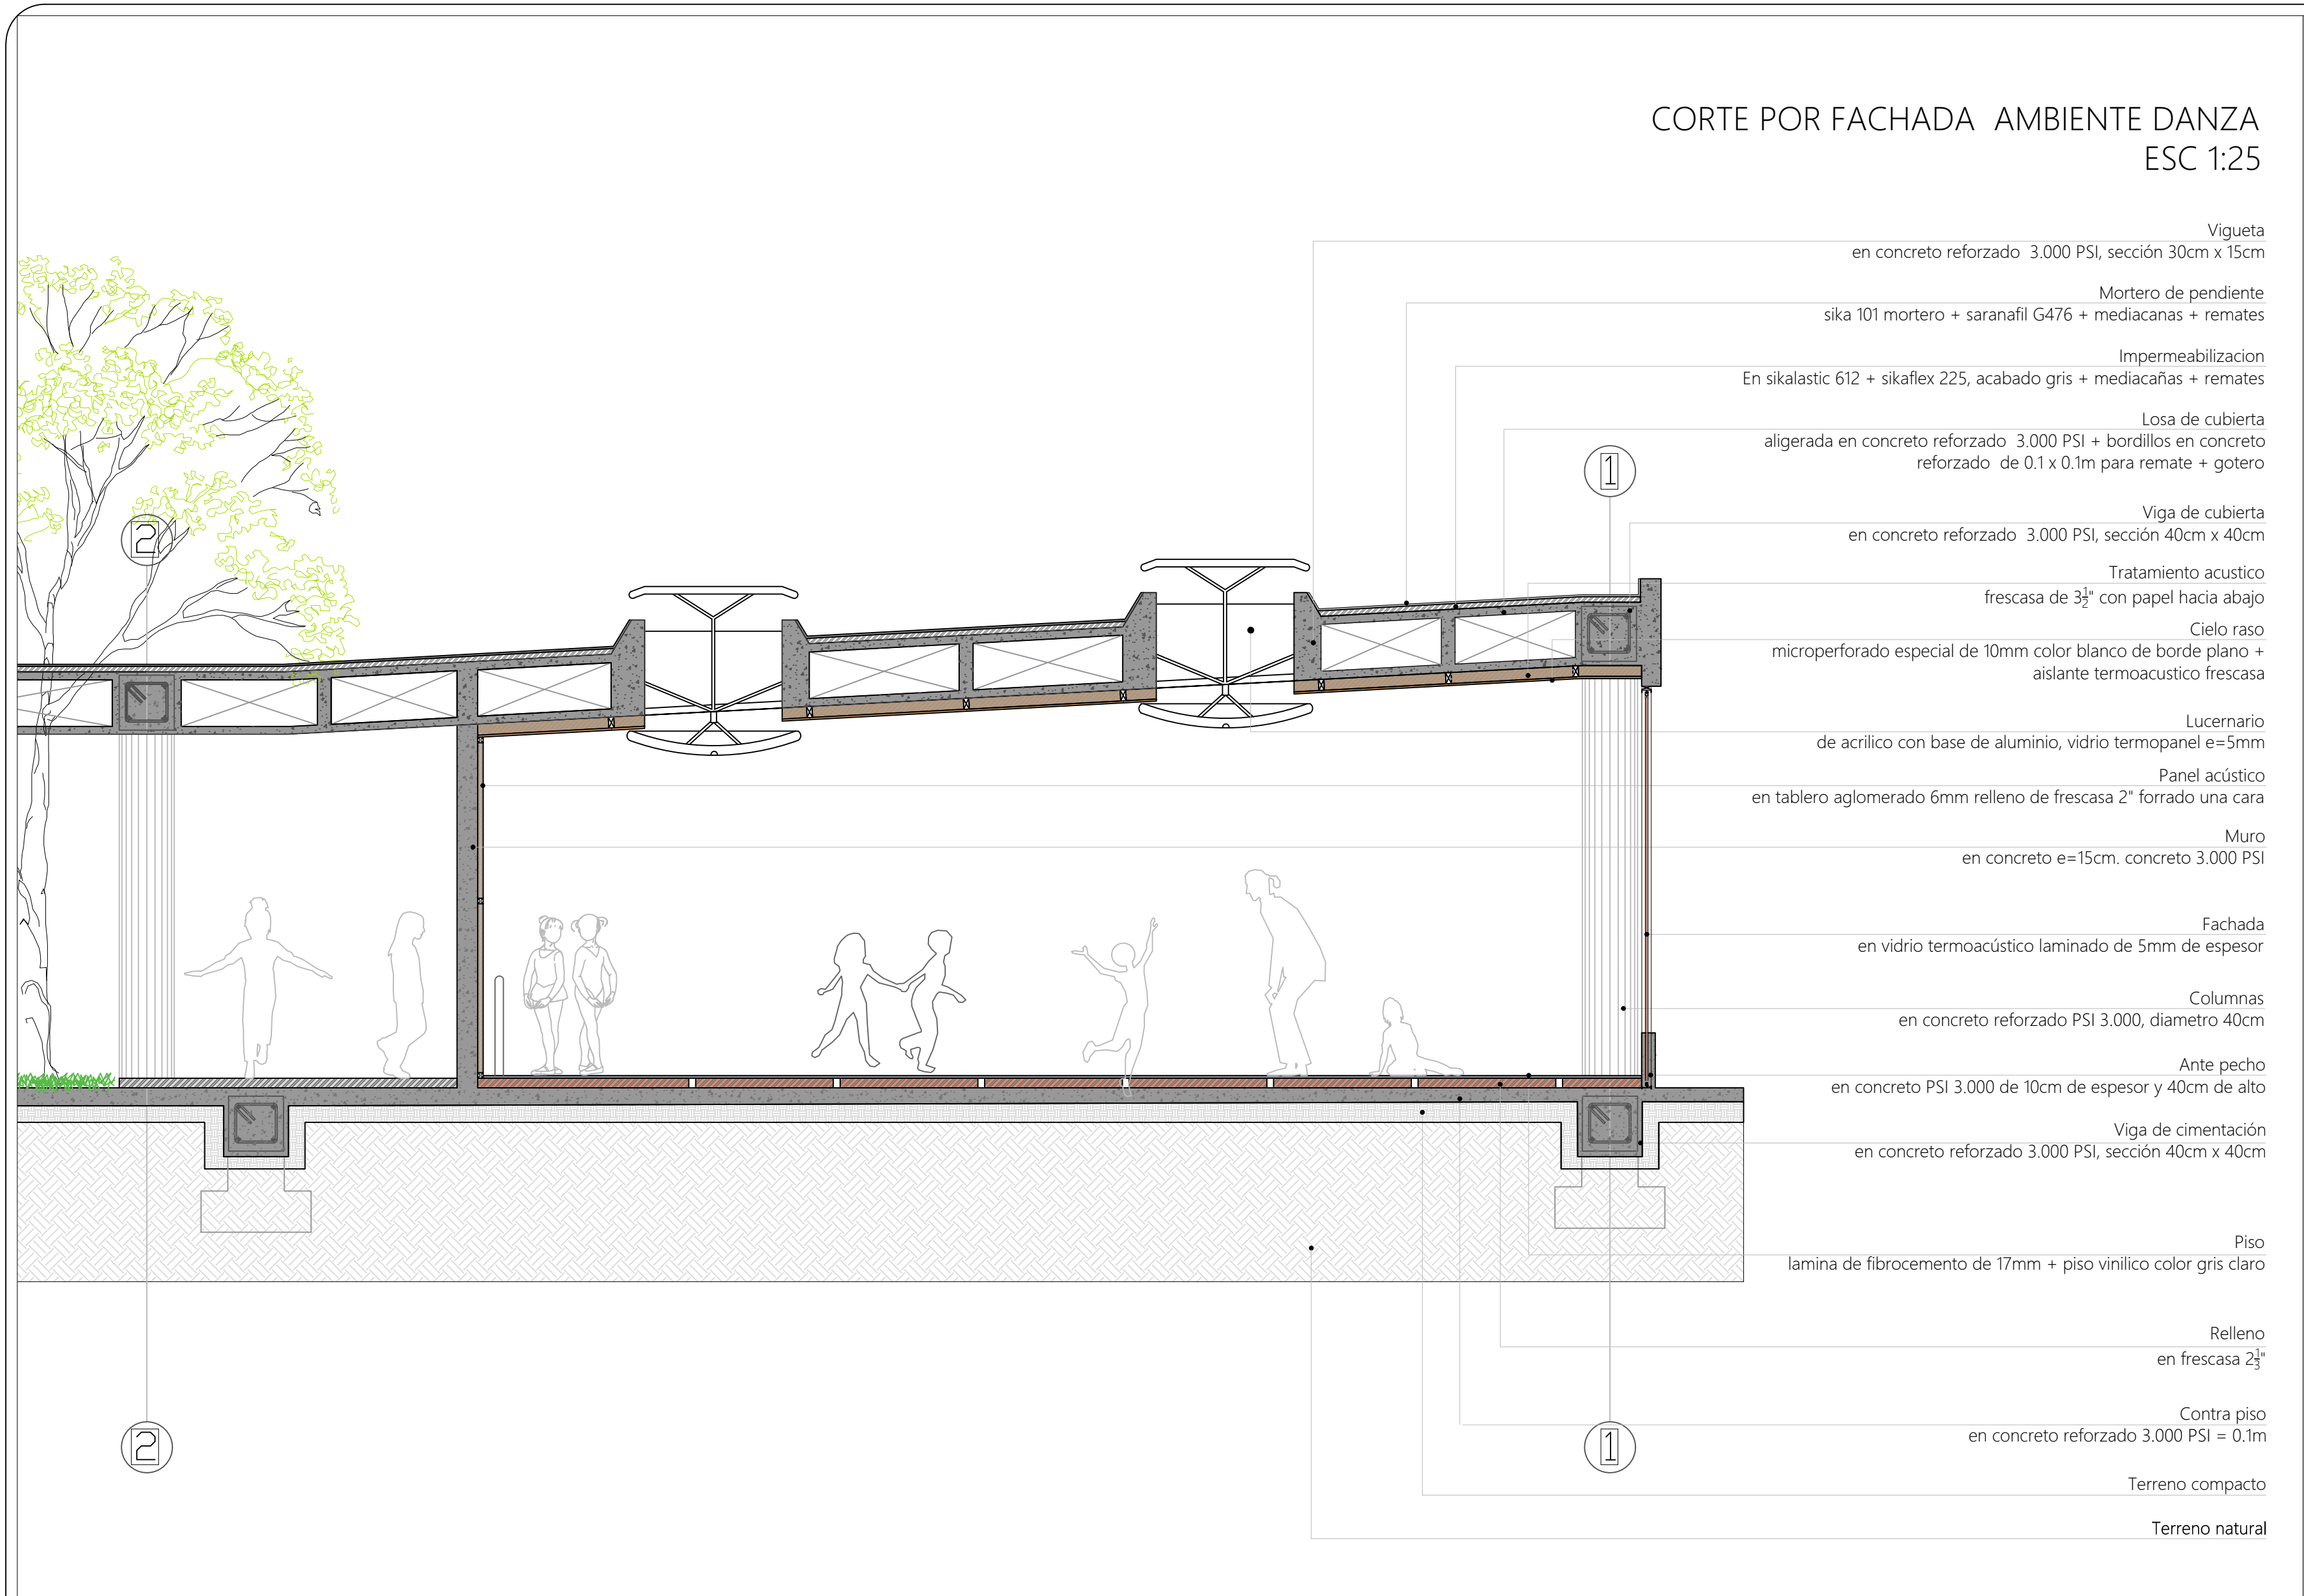 CORTE POR FACHADA  AMBIENTE DANZA
ESC 1:25
Vigueta
en concreto reforzado  3.000 PSI, sección 30cm x 15cm
Mortero de pendiente
sika 101 mortero + saranafil G476 + mediacanas + remates
Impermeabilizacion
En sikalastic 612 + sikaflex 225, acabado gris + mediacañas + remates
Losa de cubierta
aligerada en concreto reforzado  3.000 PSI + bordillos en concreto
reforzado  de 0.1 x 0.1m para remate + gotero
1
2
Viga de cubierta
en concreto reforzado  3.000 PSI, sección 40cm x 40cm
Tratamiento acustico
frescasa de 3½" con papel hacia abajo
Cielo raso
microperforado especial de 10mm color blanco de borde plano +
aislante termoacustico frescasa
Lucernario
de acrilico con base de aluminio, vidrio termopanel e=5mm
Panel acústico
en tablero aglomerado 6mm relleno de frescasa 2" forrado una cara
Muro
en concreto e=15cm. concreto 3.000 PSI
Fachada
en vidrio termoacústico laminado de 5mm de espesor
Columnas
en concreto reforzado PSI 3.000, diametro 40cm
Ante pecho
en concreto PSI 3.000 de 10cm de espesor y 40cm de alto
Viga de cimentación
en concreto reforzado 3.000 PSI, sección 40cm x 40cm
Piso
lamina de fibrocemento de 17mm + piso vinilico color gris claro
Relleno
en frescasa 2⅓"
Contra piso
en concreto reforzado 3.000 PSI = 0.1m
2
1
Terreno compacto
Terreno natural